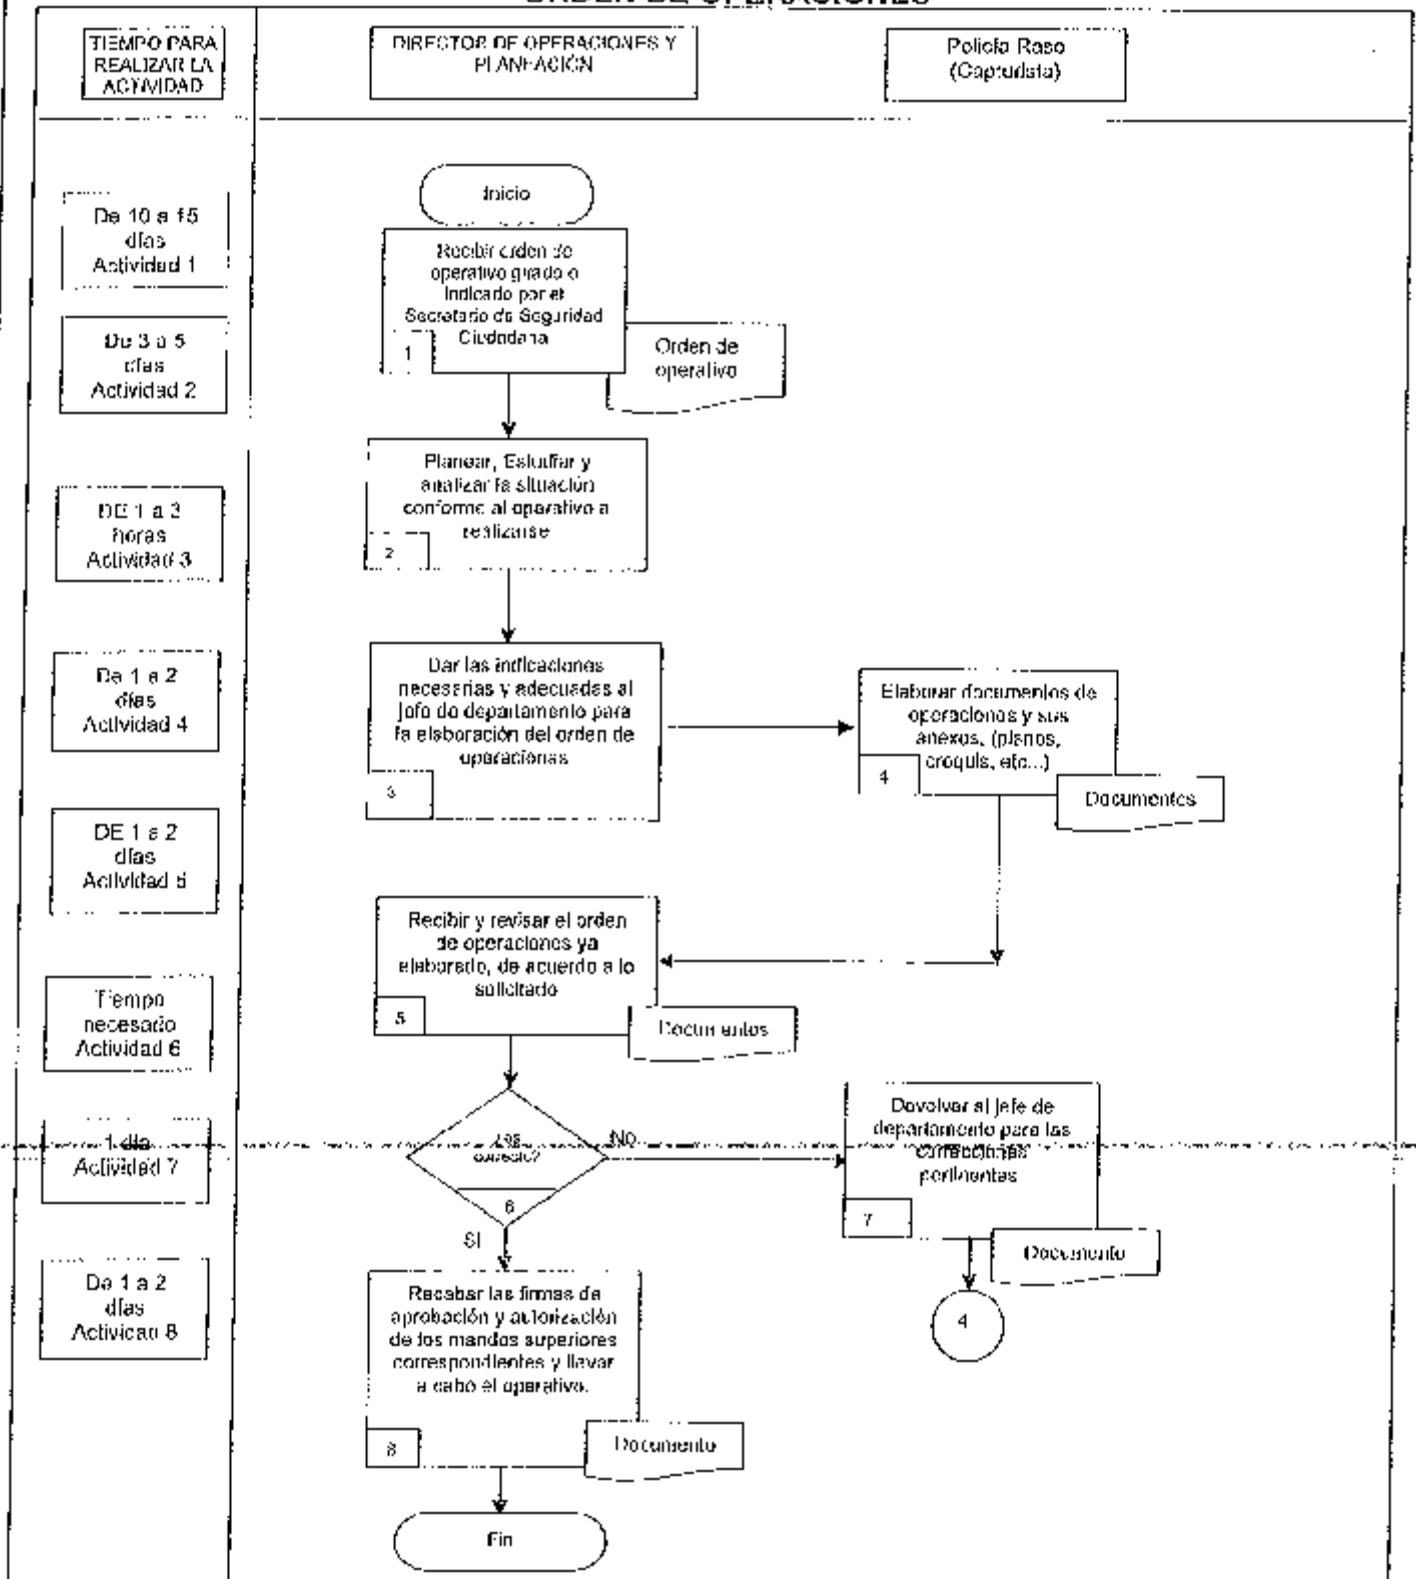 ORDEN DE OPERACIONES
TIEMPO PARA
REALIZAR LA
ACTIVIDAD
DIRECTOR DE OPERACIONES Y
PLANEACIÓN
Policía Raso
(Capturista)
Inicio
De 10 a 15
días
Actividad 1
Recibir orden de
operativo girado o
indicado por el
Secretario de Seguridad
Ciudadana
1
Orden de
operativo
De 3 a 5
días
Actividad 2
Planear, Estudiar y
analizar la situación
conforme al operativo a
realizarse
2
DE 1 a 3
horas
Actividad 3
Dar las indicaciones
necesarias y adecuadas al
jefe de departamento para
la elaboración del orden de
operaciones
3
De 1 a 2
días
Actividad 4
Elaborar documentos de
operaciones y sus
anexos, (planos,
croquis, etc...)
4
Documentos
DE 1 a 2
días
Actividad 5
Recibir y revisar el orden
de operaciones ya
elaborado, de acuerdo a lo
solicitado
5
Documentos
Tiempo
necesario
Actividad 6
¿es
correcto?
6
No
SI
1 día
Actividad 7
Devolver al jefe de
departamento para las
correcciones
pertinentes
7
Documento
4
De 1 a 2
días
Actividad 8
Recabar las firmas de
aprobación y autorización
de los mandos superiores
correspondientes y llevar
a cabo el operativo.
8
Documento
Fin